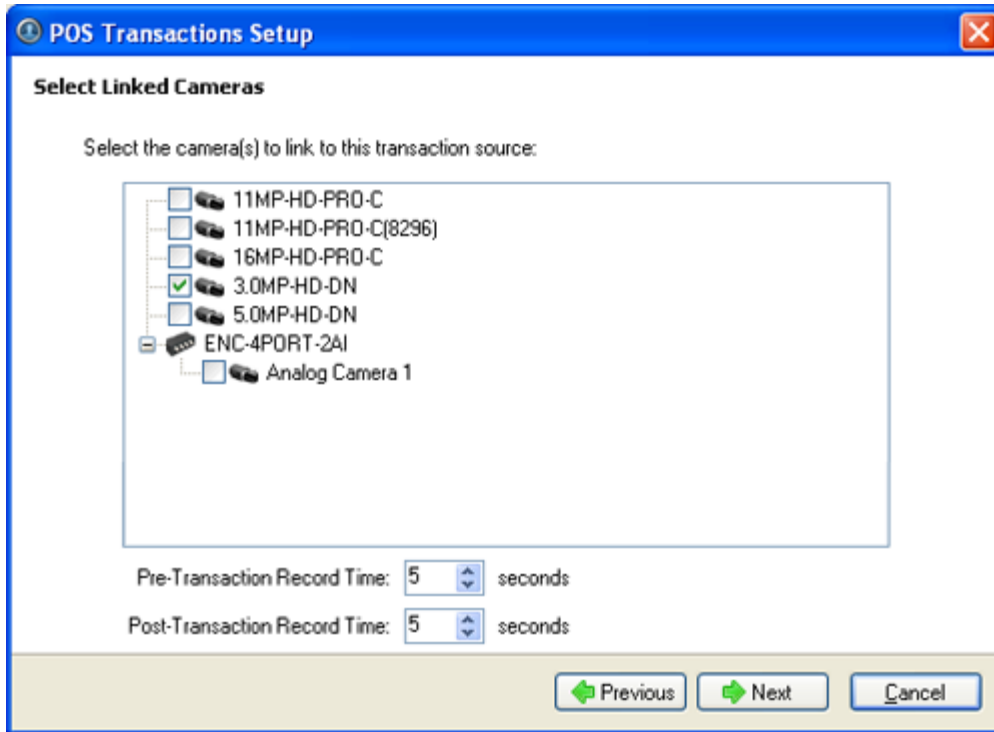 POS Transactions Setup
Select Linked Cameras
Select the camera(s) to link to this transaction source:
11MP-HD-PRO-C
11MP-HD-PRO-C(8296)
16MP-HD-PRO-C
3.0MP-HD-DN
5.0MP-HD-DN
ENC-4PORT-2AI
Analog Camera 1
Pre-Transaction Record Time: 5 seconds
Post-Transaction Record Time: 5 seconds
Previous Next Cancel